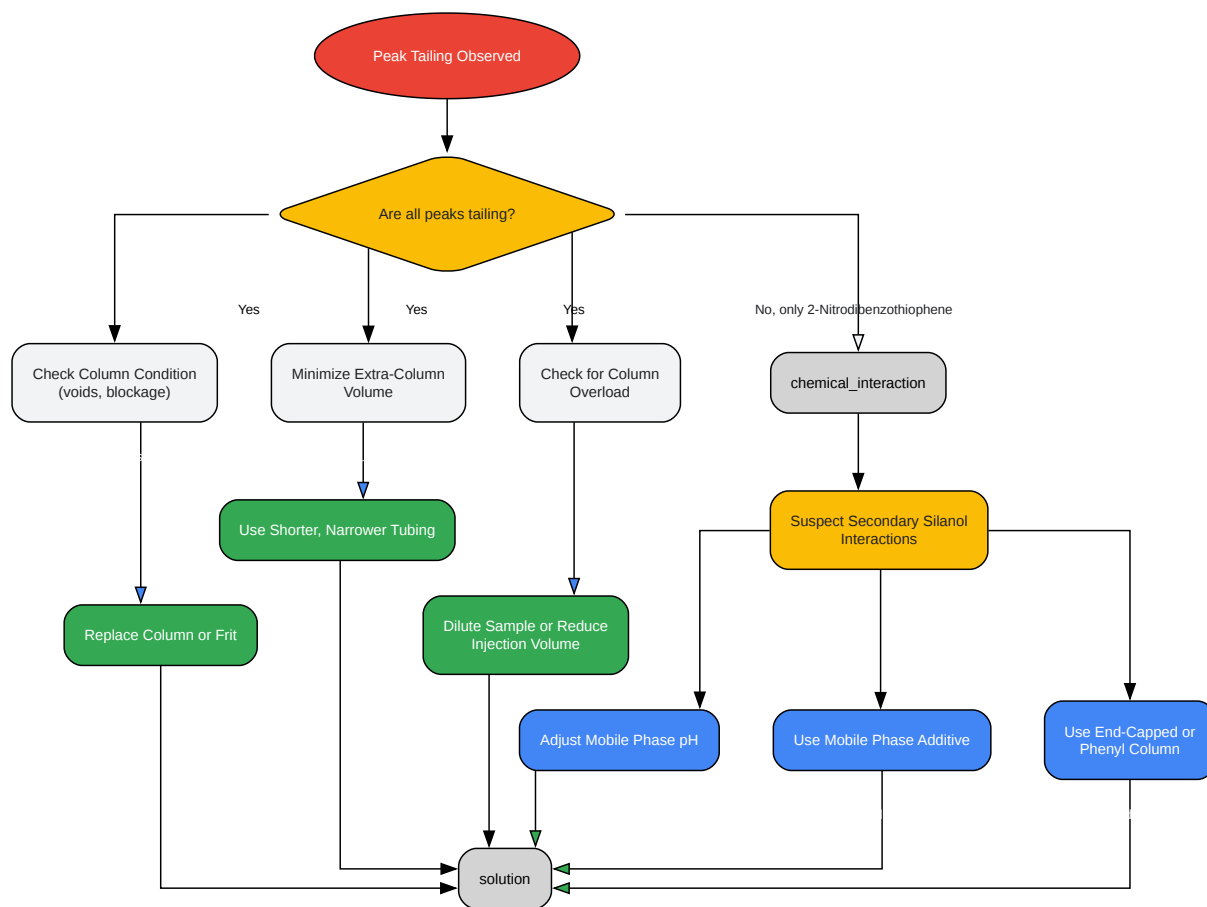 Peak Tailing Observed
Are all peaks tailing?
Yes
Yes
Yes
No, only 2-Nitrodibenzothiophene
Check Column Condition
(voids, blockage)
Minimize Extra-Column
Volume
Check for Column
Overload
chemical_interaction
Use Shorter, Narrower Tubing
Suspect Secondary Silanol
Interactions
Replace Column or Frit
Dilute Sample or Reduce
Injection Volume
Adjust Mobile Phase pH
Use Mobile Phase Additive
Use End-Capped or
Phenyl Column
solution